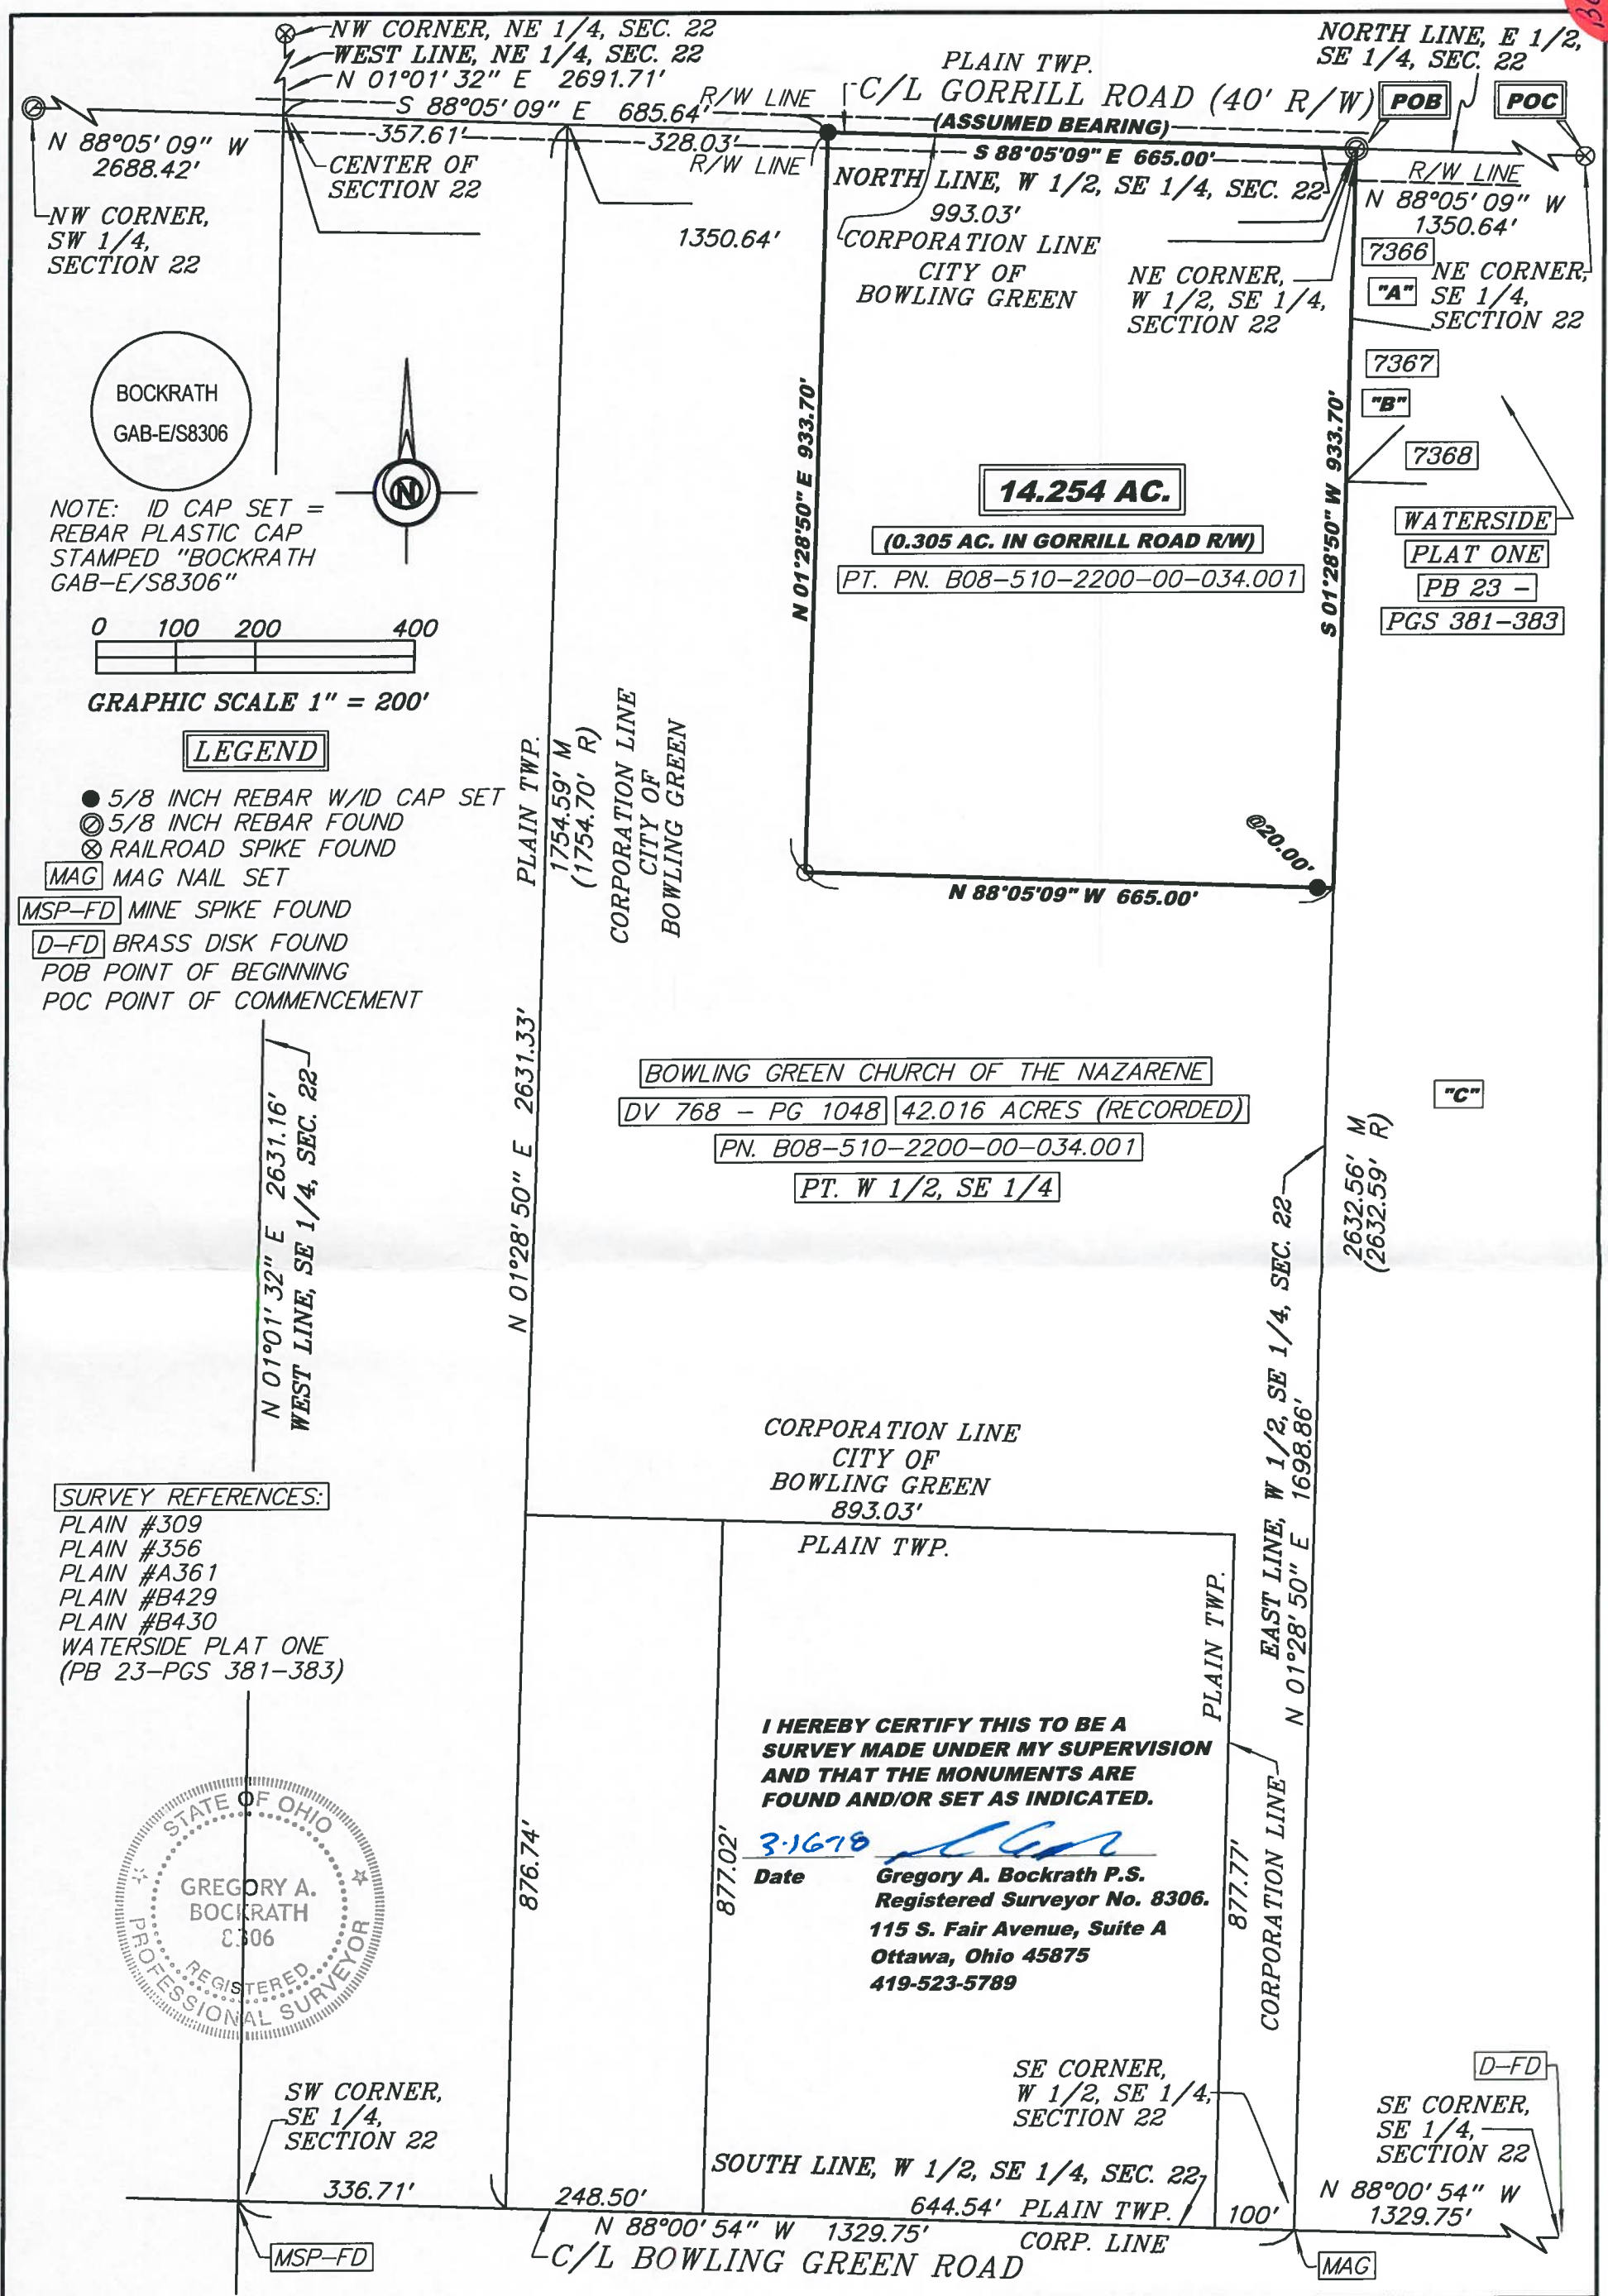 NW CORNER, NE 1/4, SEC. 22
WEST LINE, NE 1/4, SEC. 22
N 01°01'32" E 2691.71'
S 88°05'09" E 685.64'
R/W LINE
357.61'
328.03'
R/W LINE
N 88°05'09" W
2688.42'
NW CORNER,
SW 1/4,
SECTION 22
CENTER OF
SECTION 22
1350.64'
PLAIN TWP.
C/L GORRILL ROAD (40' R/W)
(ASSUMED BEARING)
S 88°05'09" E 665.00'
NORTH LINE, W 1/2, SE 1/4, SEC. 22
993.03'
CORPORATION LINE
CITY OF
BOWLING GREEN
NORTH LINE, E 1/2,
SE 1/4, SEC. 22
POB
POC
R/W LINE
N 88°05'09" W
1350.64'
NE CORNER,
W 1/2, SE 1/4,
SECTION 22
7366
"A"
NE CORNER,
SE 1/4,
SECTION 22
7367
"B"
7368
WATERSIDE
PLAT ONE
PB 23 -
PGS 381-383
BOCKRATH
GAB-E/S8306
N
NOTE: ID CAP SET =
REBAR PLASTIC CAP
STAMPED "BOCKRATH
GAB-E/S8306"
0 100 200 400
GRAPHIC SCALE 1" = 200'
N 01°28'50" E 933.70'
14.254 AC.
(0.305 AC. IN GORRILL ROAD R/W)
PT. PN. B08-510-2200-00-034.001
S 01°28'50" W 933.70'
LEGEND
5/8 INCH REBAR W/ID CAP SET
5/8 INCH REBAR FOUND
RAILROAD SPIKE FOUND
MAG MAG NAIL SET
MSP-FD MINE SPIKE FOUND
D-FD BRASS DISK FOUND
POB POINT OF BEGINNING
POC POINT OF COMMENCEMENT
PLAIN TWP.
1754.59' M
(1754.70' R)
CORPORATION LINE
CITY OF
BOWLING GREEN
@20.00'
N 88°05'09" W 665.00'
N 01°28'50" E 2631.33'
BOWLING GREEN CHURCH OF THE NAZARENE
DV 768 - PG 1048 42.016 ACRES (RECORDED)
PN. B08-510-2200-00-034.001
PT. W 1/2, SE 1/4
"C"
2632.56' M
(2632.59' R)
N 01°01'32" E 2631.16'
WEST LINE, SE 1/4, SEC. 22
EAST LINE, W 1/2, SE 1/4, SEC. 22
N 01°28'50" E 1698.86'
CORPORATION LINE
CITY OF
BOWLING GREEN
893.03'
PLAIN TWP.
SURVEY REFERENCES:
PLAIN #309
PLAIN #356
PLAIN #A361
PLAIN #B429
PLAIN #B430
WATERSIDE PLAT ONE
(PB 23-PGS 381-383)
PLAIN TWP.
I HEREBY CERTIFY THIS TO BE A
SURVEY MADE UNDER MY SUPERVISION
AND THAT THE MONUMENTS ARE
FOUND AND/OR SET AS INDICATED.
Date
Gregory A. Bockrath P.S.
Registered Surveyor No. 8306.
115 S. Fair Avenue, Suite A
Ottawa, Ohio 45875
419-523-5789
876.74'
877.02'
877.77'
CORPORATION LINE
STATE OF OHIO
GREGORY A.
BOCKRATH
8306
REGISTERED
PROFESSIONAL SURVEYOR
SW CORNER,
SE 1/4,
SECTION 22
SE CORNER,
W 1/2, SE 1/4,
SECTION 22
D-FD
SE CORNER,
SE 1/4,
SECTION 22
SOUTH LINE, W 1/2, SE 1/4, SEC. 22
336.71'
248.50'
644.54' PLAIN TWP.
100'
N 88°00'54" W
1329.75'
N 88°00'54" W 1329.75'
CORP. LINE
MSP-FD
C/L BOWLING GREEN ROAD
MAG